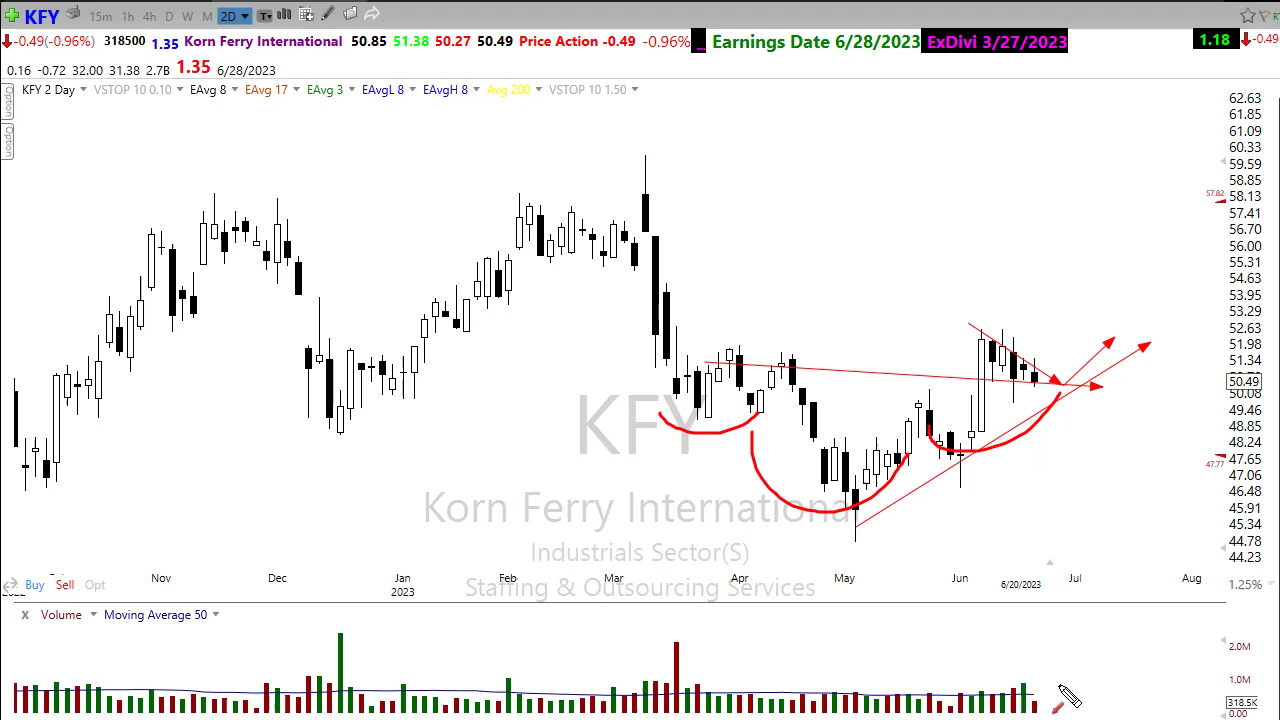 KFY 15m 1h 4h D W M 2D T
-0.49(-0.96%) 318500 1.35 Korn Ferry International 50.85 51.38 50.27 50.49 Price Action -0.49 -0.96% ... Earnings Date 6/28/2023 ExDivi 3/27/2023 1.18 -0.49
0.16 -0.72 32.00 31.38 2.7B 1.35 6/28/2023
KFY 2 Day VSTOP 10 0.10 EAvg 8 EAvg 17 EAvg 3 EAvgL 8 EAvgH 8 Avg 200 VSTOP 10 1.50
Option
Option
62.63
61.85
61.09
60.33
59.59
58.85
57.82
58.13
57.41
56.70
56.00
55.31
54.63
53.95
53.29
52.63
51.98
51.34
50.49
50.08
49.46
48.85
48.24
47.77
47.65
47.06
46.48
45.91
45.34
44.78
44.23
KFY
Korn Ferry International
Industrials Sector(S)
Staffing & Outsourcing Services
Nov Dec Jan Feb Mar Apr May Jun Jul Aug
Buy Sell Opt 6/20/2023 1.25%
2023
X Volume Moving Average 50
2.0M
1.0M
318.5K
0.00